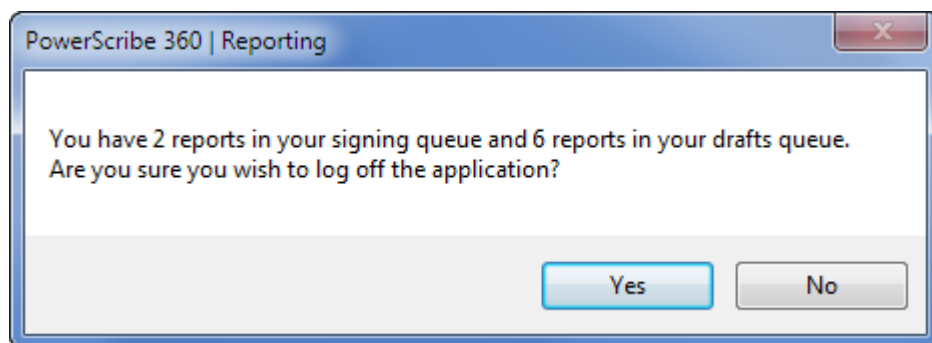 PowerScribe 360 | Reporting
You have 2 reports in your signing queue and 6 reports in your drafts queue.
Are you sure you wish to log off the application?
Yes
No